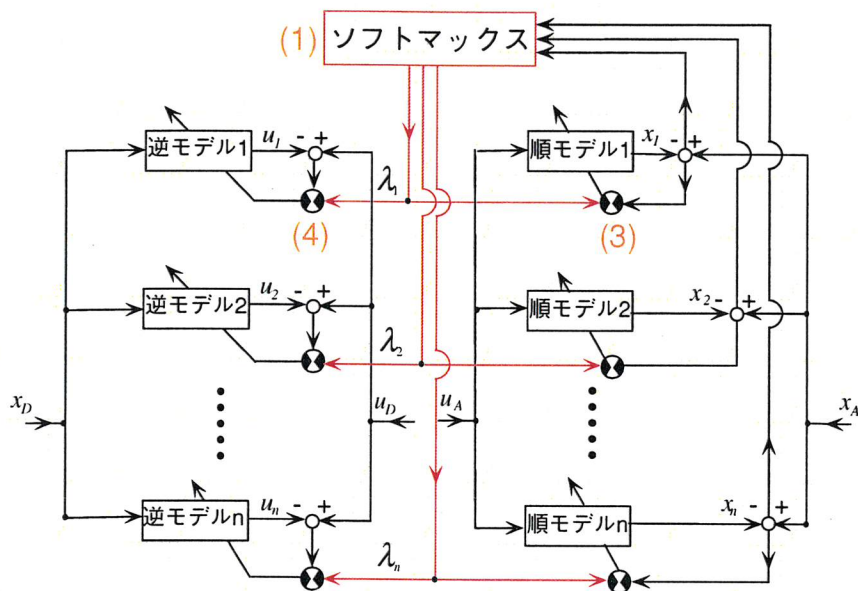 (1) ソフトマックス
逆モデル1 u1 - +
順モデル1 x1 - +
λ1
(4) (3)
逆モデル2 u2 - +
順モデル2 x2 - +
λ2
xD uD uA xA
逆モデルn un - +
順モデルn xn - +
λn